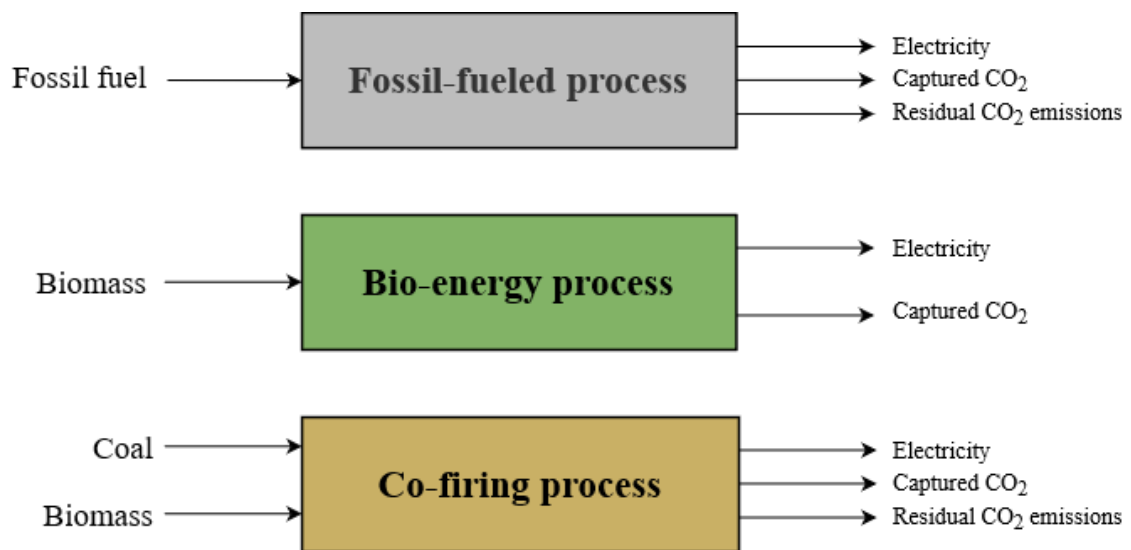 Fossil fuel
Fossil-fueled process
Electricity
Captured CO₂
Residual CO₂ emissions
Biomass
Bio-energy process
Electricity
Captured CO₂
Coal
Biomass
Co-firing process
Electricity
Captured CO₂
Residual CO₂ emissions